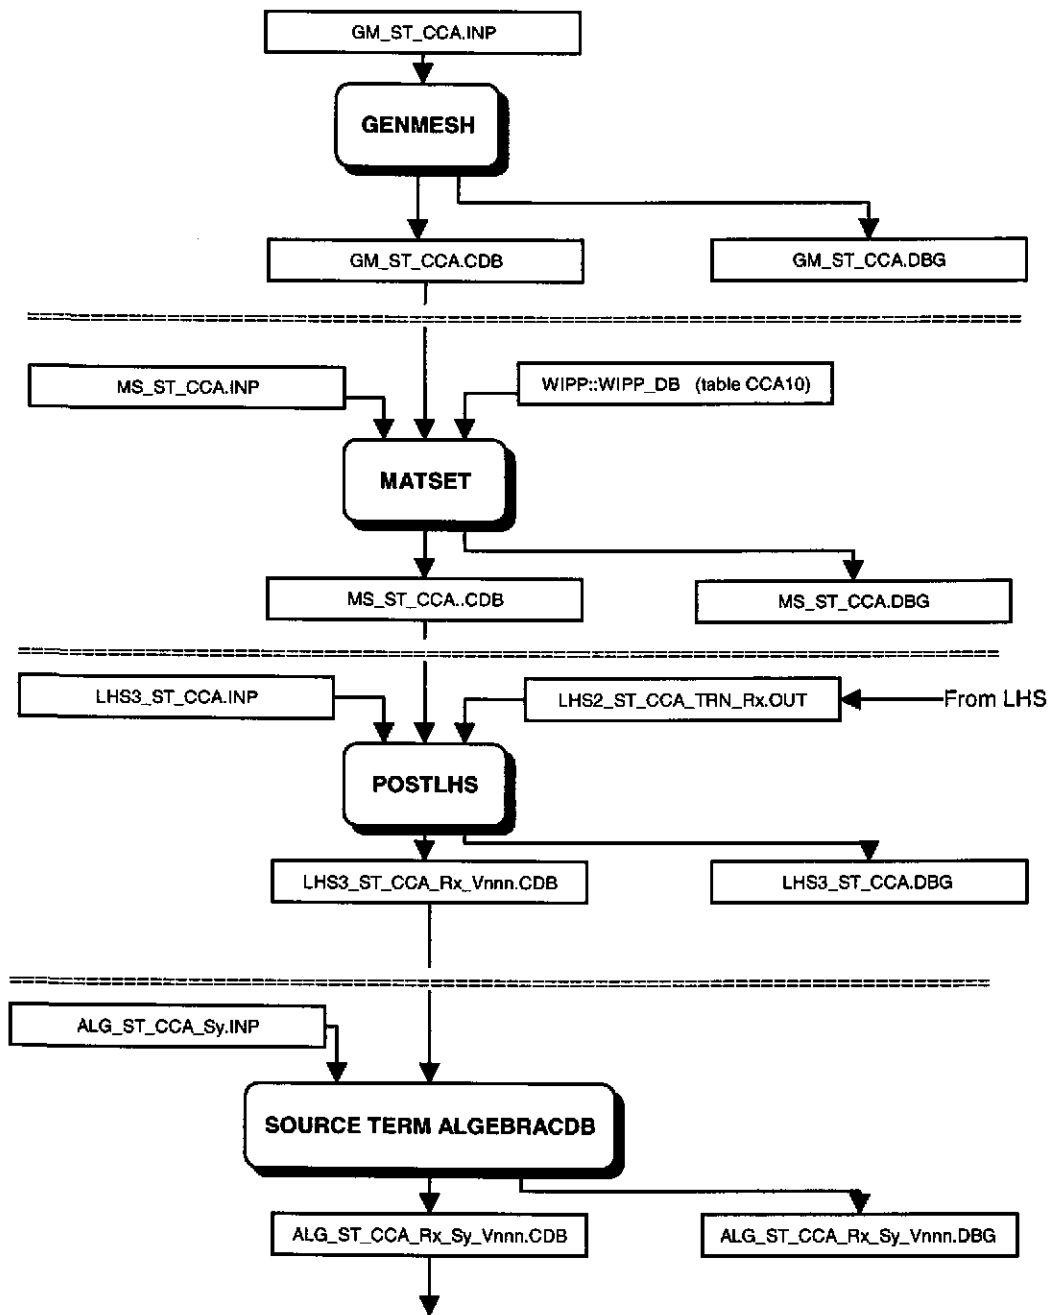 GM_ST_CCA.INP
GENMESH
GM_ST_CCA.CDB
GM_ST_CCA.DBG
MS_ST_CCA.INP
WIPP::WIPP_DB (table CCA10)
MATSET
MS_ST_CCA..CDB
MS_ST_CCA.DBG
LHS3_ST_CCA.INP
LHS2_ST_CCA_TRN_Rx.OUT
From LHS
POSTLHS
LHS3_ST_CCA_Rx_Vnnn.CDB
LHS3_ST_CCA.DBG
ALG_ST_CCA_Sy.INP
SOURCE TERM ALGEBRACDB
ALG_ST_CCA_Rx_Sy_Vnnn.CDB
ALG_ST_CCA_Rx_Sy_Vnnn.DBG